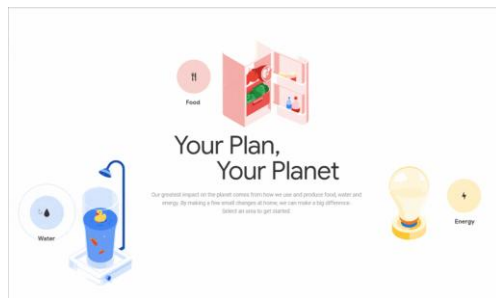 Food
Your Plan,
Your Planet
Our greatest impact on the planet comes from how we use and produce food, water and
energy. By making a few small changes at home, we can make a big difference.
Select an area to get started.
Water
Energy